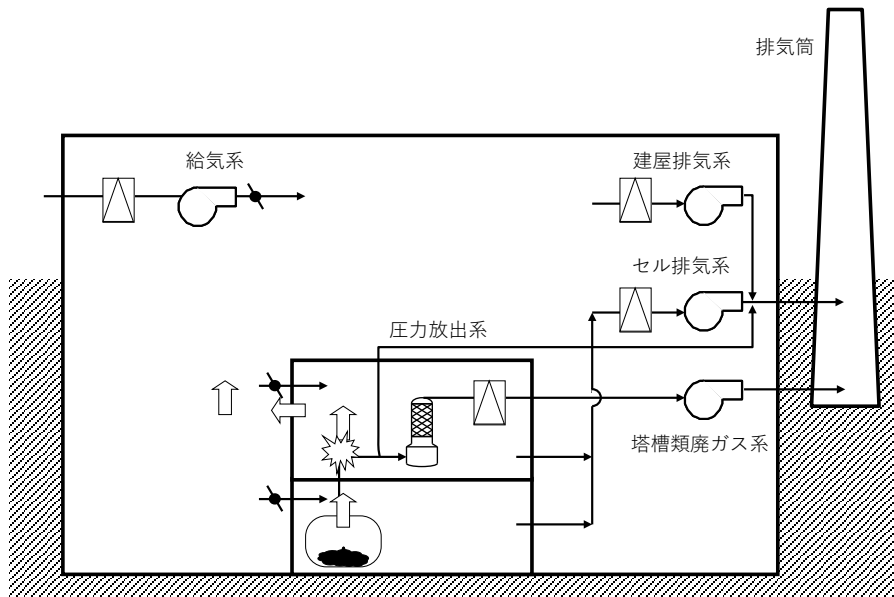 排気筒
給気系
建屋排気系
セル排気系
圧力放出系
塔槽類廃ガス系